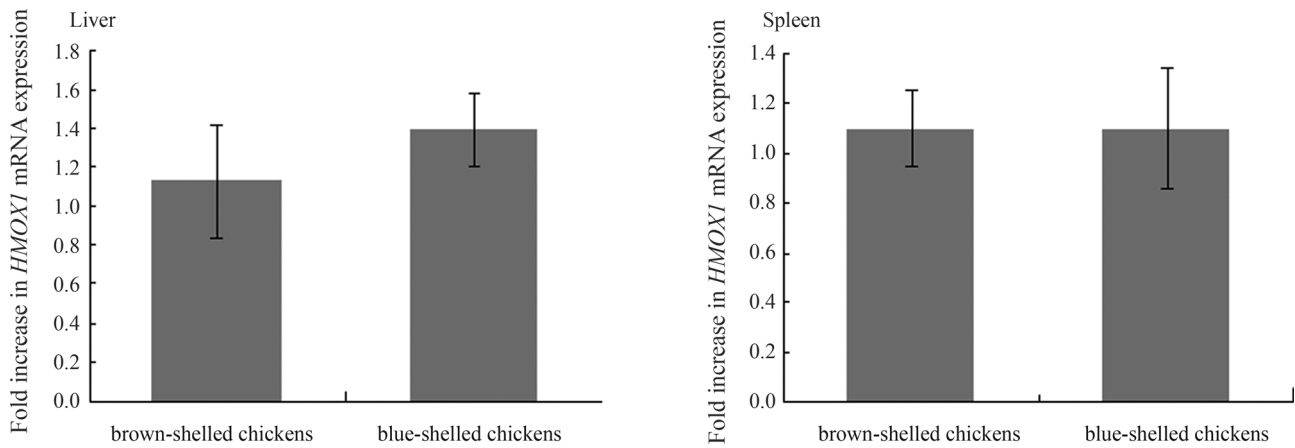 Liver
Fold increase in HMOX1 mRNA expression
1.8
1.6
1.4
1.2
1.0
0.8
0.6
0.4
0.2
0.0
brown-shelled chickens
blue-shelled chickens
Spleen
Fold increase in HMOX1 mRNA expression
1.4
1.2
1.0
0.8
0.6
0.4
0.2
0.0
brown-shelled chickens
blue-shelled chickens